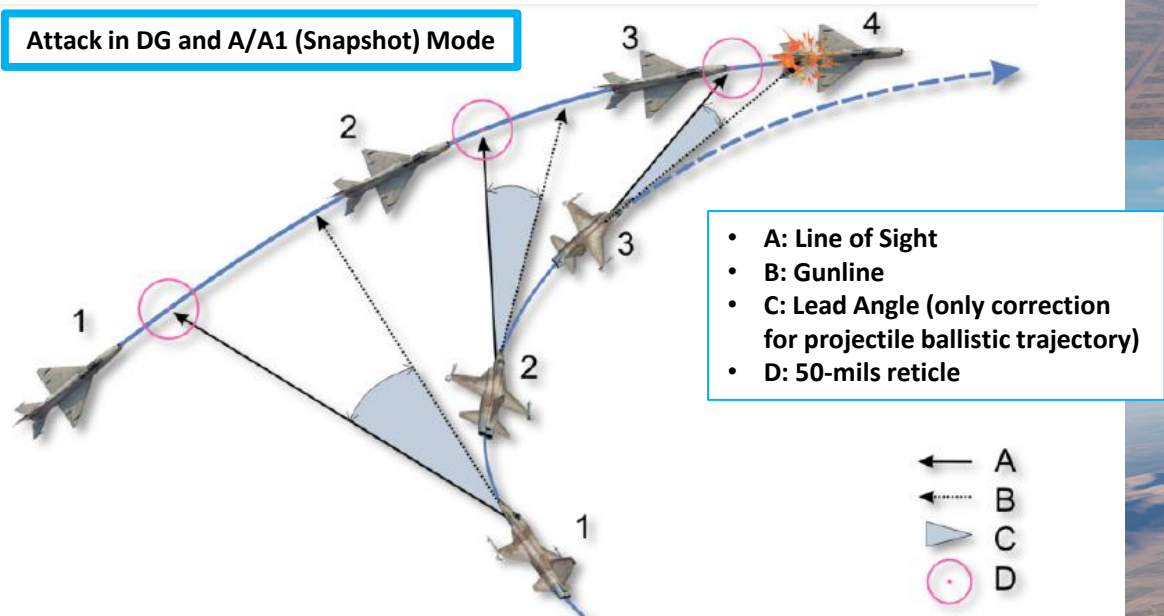 Attack in DG and A/A1 (Snapshot) Mode
3
4
2
1
3
2
1
• A: Line of Sight
• B: Gunline
• C: Lead Angle (only correction
for projectile ballistic trajectory)
• D: 50-mils reticle
A
B
C
D